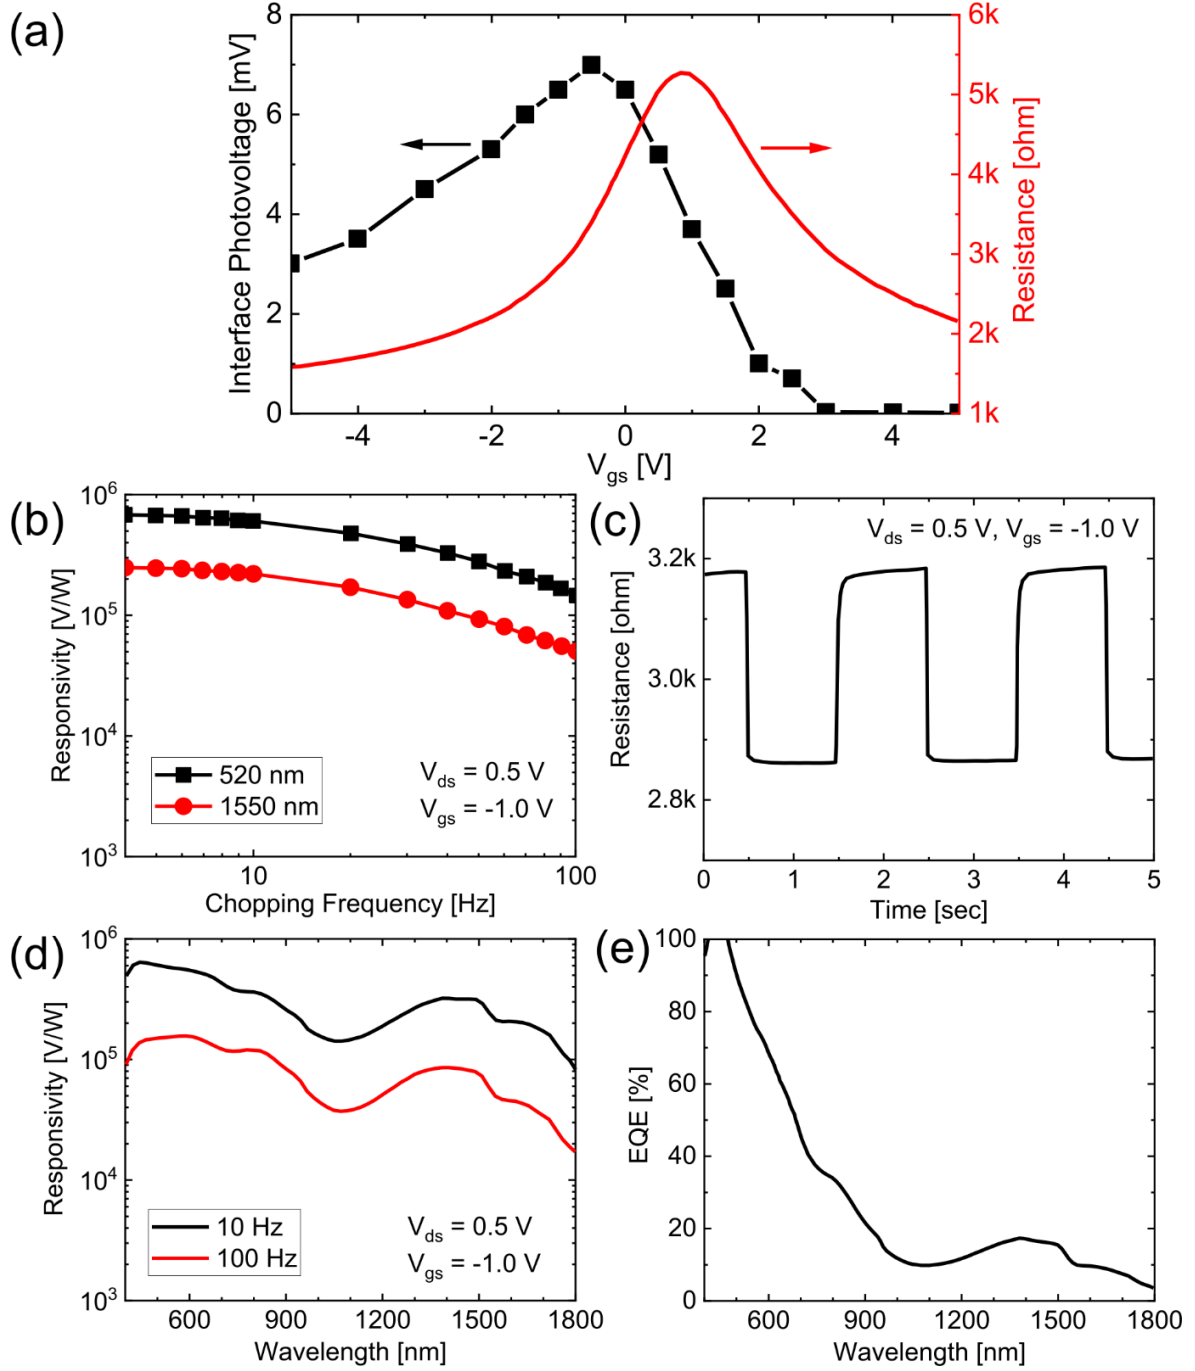 (a)
8
6
4
2
0
Interface Photovoltage [mV]
6k
5k
4k
3k
2k
1k
Resistance [ohm]
-4 -2 0 2 4
V_gs [V]
(b)
10^6
10^5
10^4
10^3
Responsivity [V/W]
520 nm
1550 nm
V_ds = 0.5 V
V_gs = -1.0 V
10 100
Chopping Frequency [Hz]
(c)
V_ds = 0.5 V, V_gs = -1.0 V
3.2k
3.0k
2.8k
Resistance [ohm]
0 1 2 3 4 5
Time [sec]
(d)
10^6
10^5
10^4
10^3
Responsivity [V/W]
10 Hz
100 Hz
V_ds = 0.5 V
V_gs = -1.0 V
600 900 1200 1500 1800
Wavelength [nm]
(e)
100
80
60
40
20
0
EQE [%]
600 900 1200 1500 1800
Wavelength [nm]